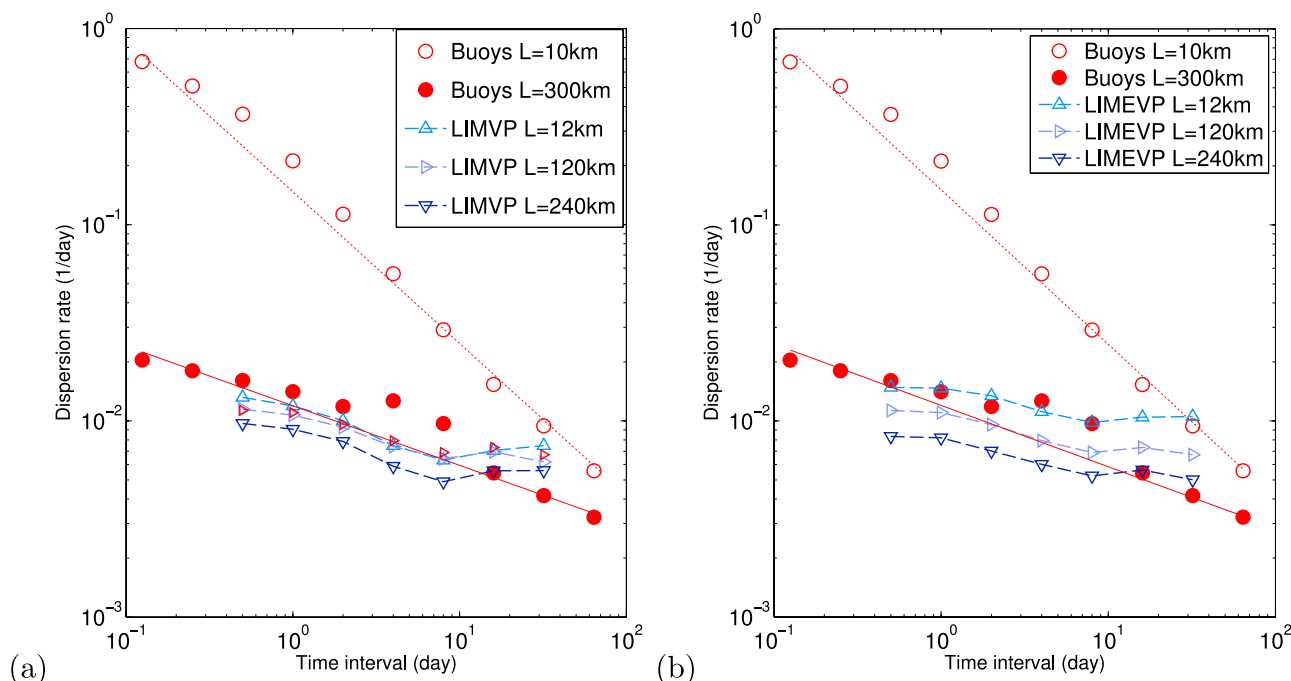 10^0
10^-1
10^-2
10^-3
Dispersion rate (1/day)
Buoys L=10km
Buoys L=300km
LIMVP L=12km
LIMVP L=120km
LIMVP L=240km
10^-1
10^0
10^1
10^2
Time interval (day)
(a)
10^0
10^-1
10^-2
10^-3
Dispersion rate (1/day)
Buoys L=10km
Buoys L=300km
LIMEVP L=12km
LIMEVP L=120km
LIMEVP L=240km
10^-1
10^0
10^1
10^2
Time interval (day)
(b)